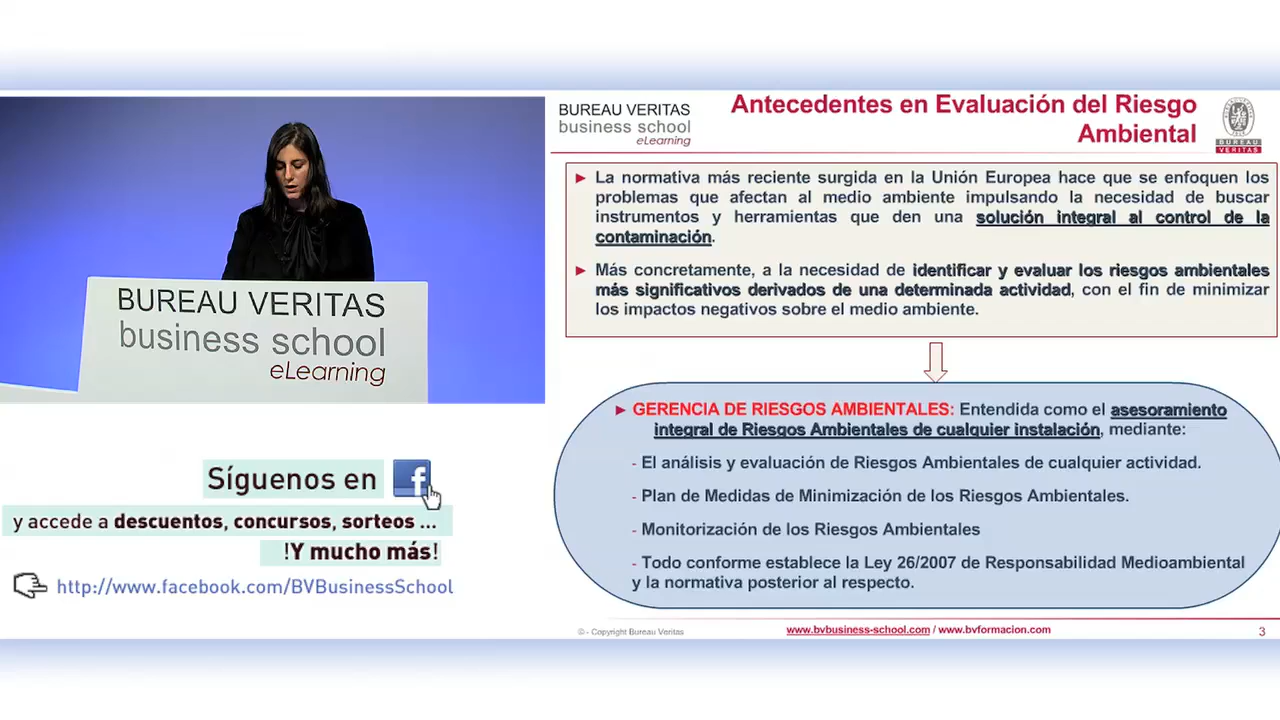 BUREAU VERITAS
business school
eLearning
Síguenos en
y accede a descuentos, concursos, sorteos ...
!Y mucho más!
http://www.facebook.com/BVBusinessSchool
BUREAU VERITAS
business school
eLearning
Antecedentes en Evaluación del Riesgo
Ambiental
BUREAU
VERITAS
► La normativa más reciente surgida en la Unión Europea hace que se enfoquen los
problemas que afectan al medio ambiente impulsando la necesidad de buscar
instrumentos y herramientas que den una solución integral al control de la
contaminación.
► Más concretamente, a la necesidad de identificar y evaluar los riesgos ambientales
más significativos derivados de una determinada actividad, con el fin de minimizar
los impactos negativos sobre el medio ambiente.
► GERENCIA DE RIESGOS AMBIENTALES: Entendida como el asesoramiento
integral de Riesgos Ambientales de cualquier instalación, mediante:
- El análisis y evaluación de Riesgos Ambientales de cualquier actividad.
- Plan de Medidas de Minimización de los Riesgos Ambientales.
- Monitorización de los Riesgos Ambientales
- Todo conforme establece la Ley 26/2007 de Responsabilidad Medioambiental
y la normativa posterior al respecto.
© - Copyright Bureau Veritas
www.bvbusiness-school.com / www.bvformacion.com
3